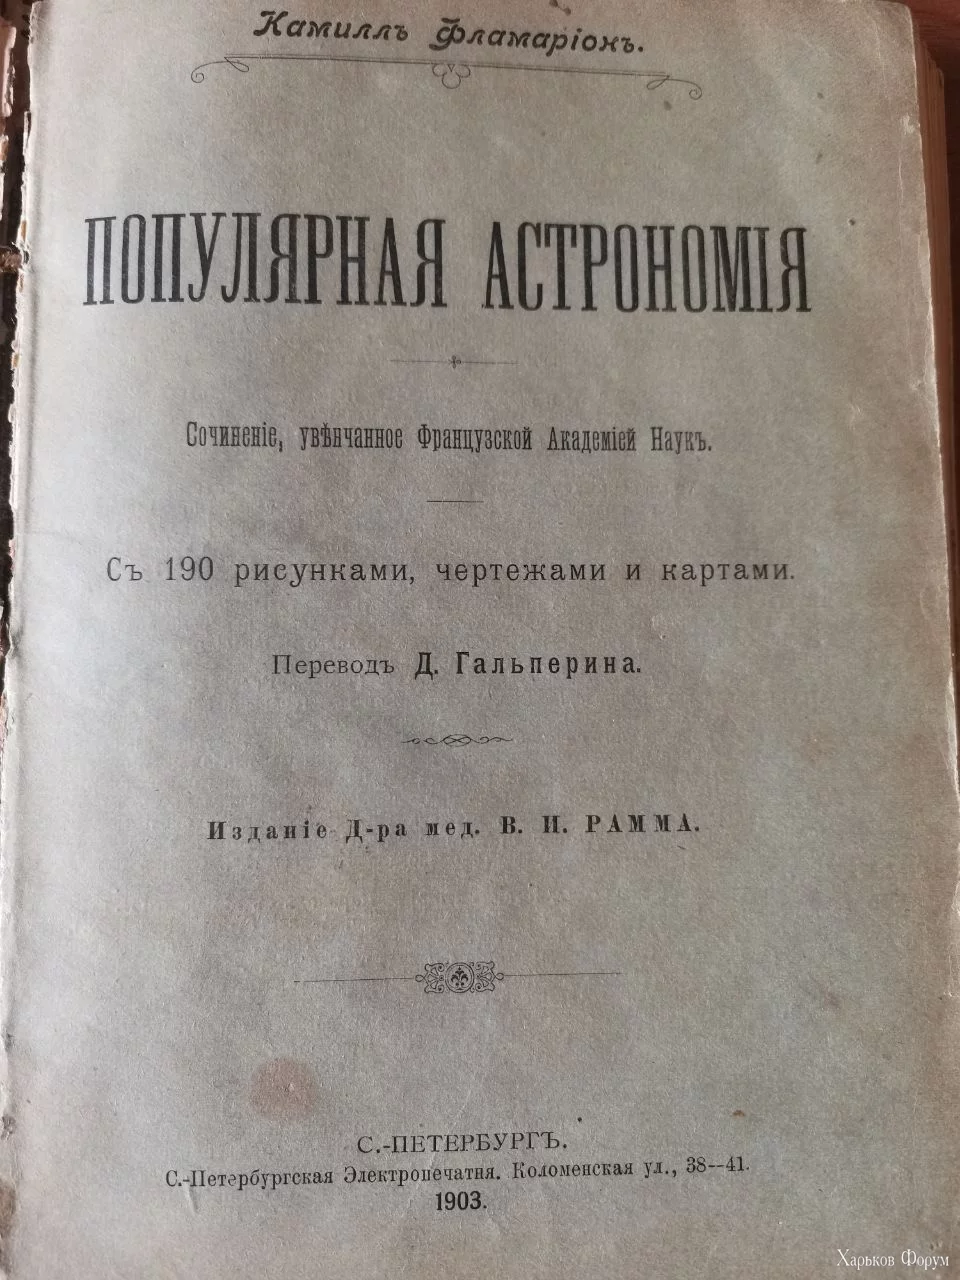 Камиллъ Фламаріонъ.
ПОПУЛЯРНАЯ АСТРОНОМІЯ
Сочиненіе, увѣнчанное Французской Академіей Наукъ.
Съ 190 рисунками, чертежами и картами.
Переводъ Д. Гальперина.
Изданіе Д-ра мед. В. И. РАММА.
С.-ПЕТЕРБУРГЪ.
С.-Петербургская Электропечатня. Коломенская ул., 38--41.
1903.
Харьков Форум